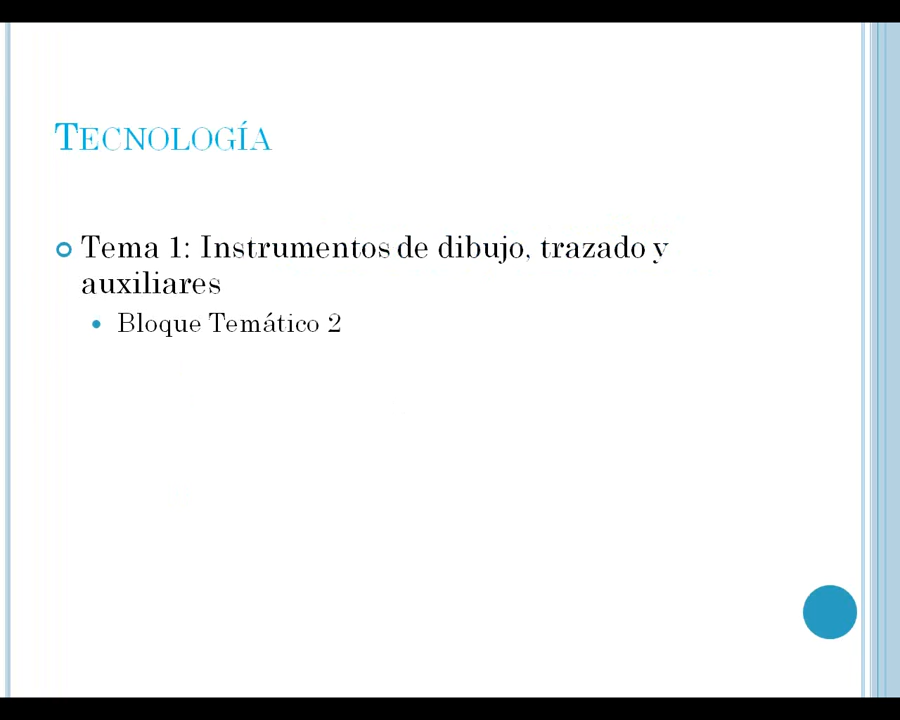 TECNOLOGÍA
Tema 1: Instrumentos de dibujo, trazado y
auxiliares
Bloque Temático 2